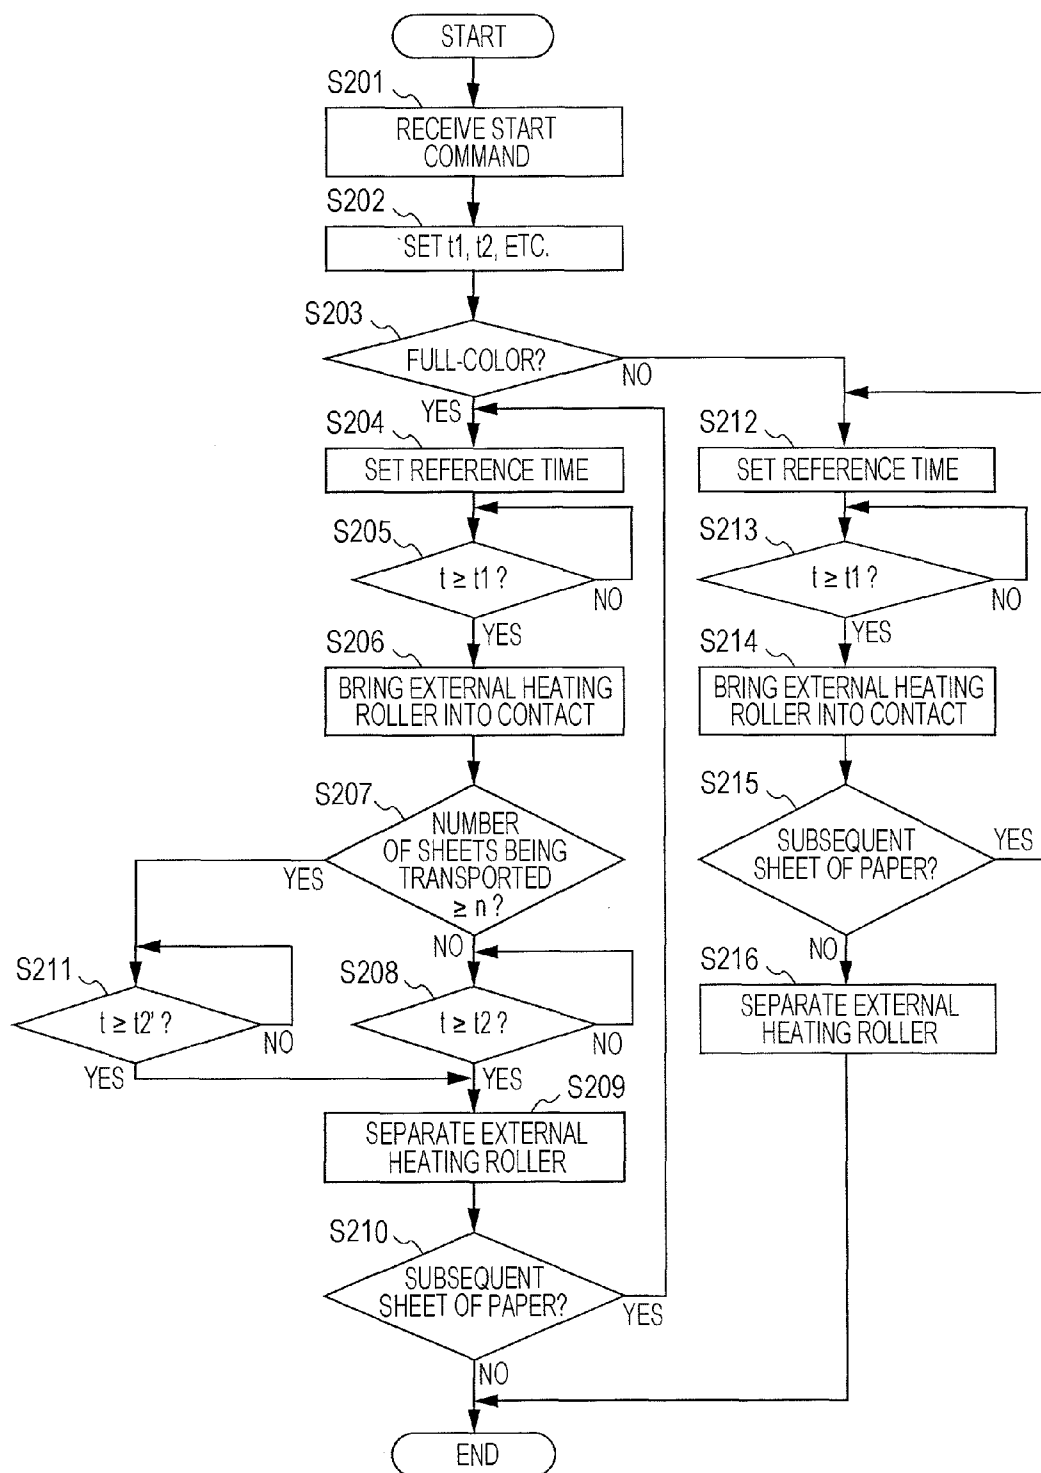 START
S201
RECEIVE START
COMMAND
S202
SET t1, t2, ETC.
S203
FULL-COLOR?
NO
YES
S204
SET REFERENCE TIME
S205
t ≥ t1 ?
NO
YES
S206
BRING EXTERNAL HEATING
ROLLER INTO CONTACT
S207
NUMBER
OF SHEETS BEING
TRANSPORTED
≥ n ?
YES
NO
S211
t ≥ t2' ?
NO
YES
S208
t ≥ t2 ?
NO
YES
S209
SEPARATE EXTERNAL
HEATING ROLLER
S210
SUBSEQUENT
SHEET OF PAPER?
YES
NO
S212
SET REFERENCE TIME
S213
t ≥ t1 ?
NO
YES
S214
BRING EXTERNAL HEATING
ROLLER INTO CONTACT
S215
SUBSEQUENT
SHEET OF PAPER?
YES
NO
S216
SEPARATE EXTERNAL
HEATING ROLLER
END